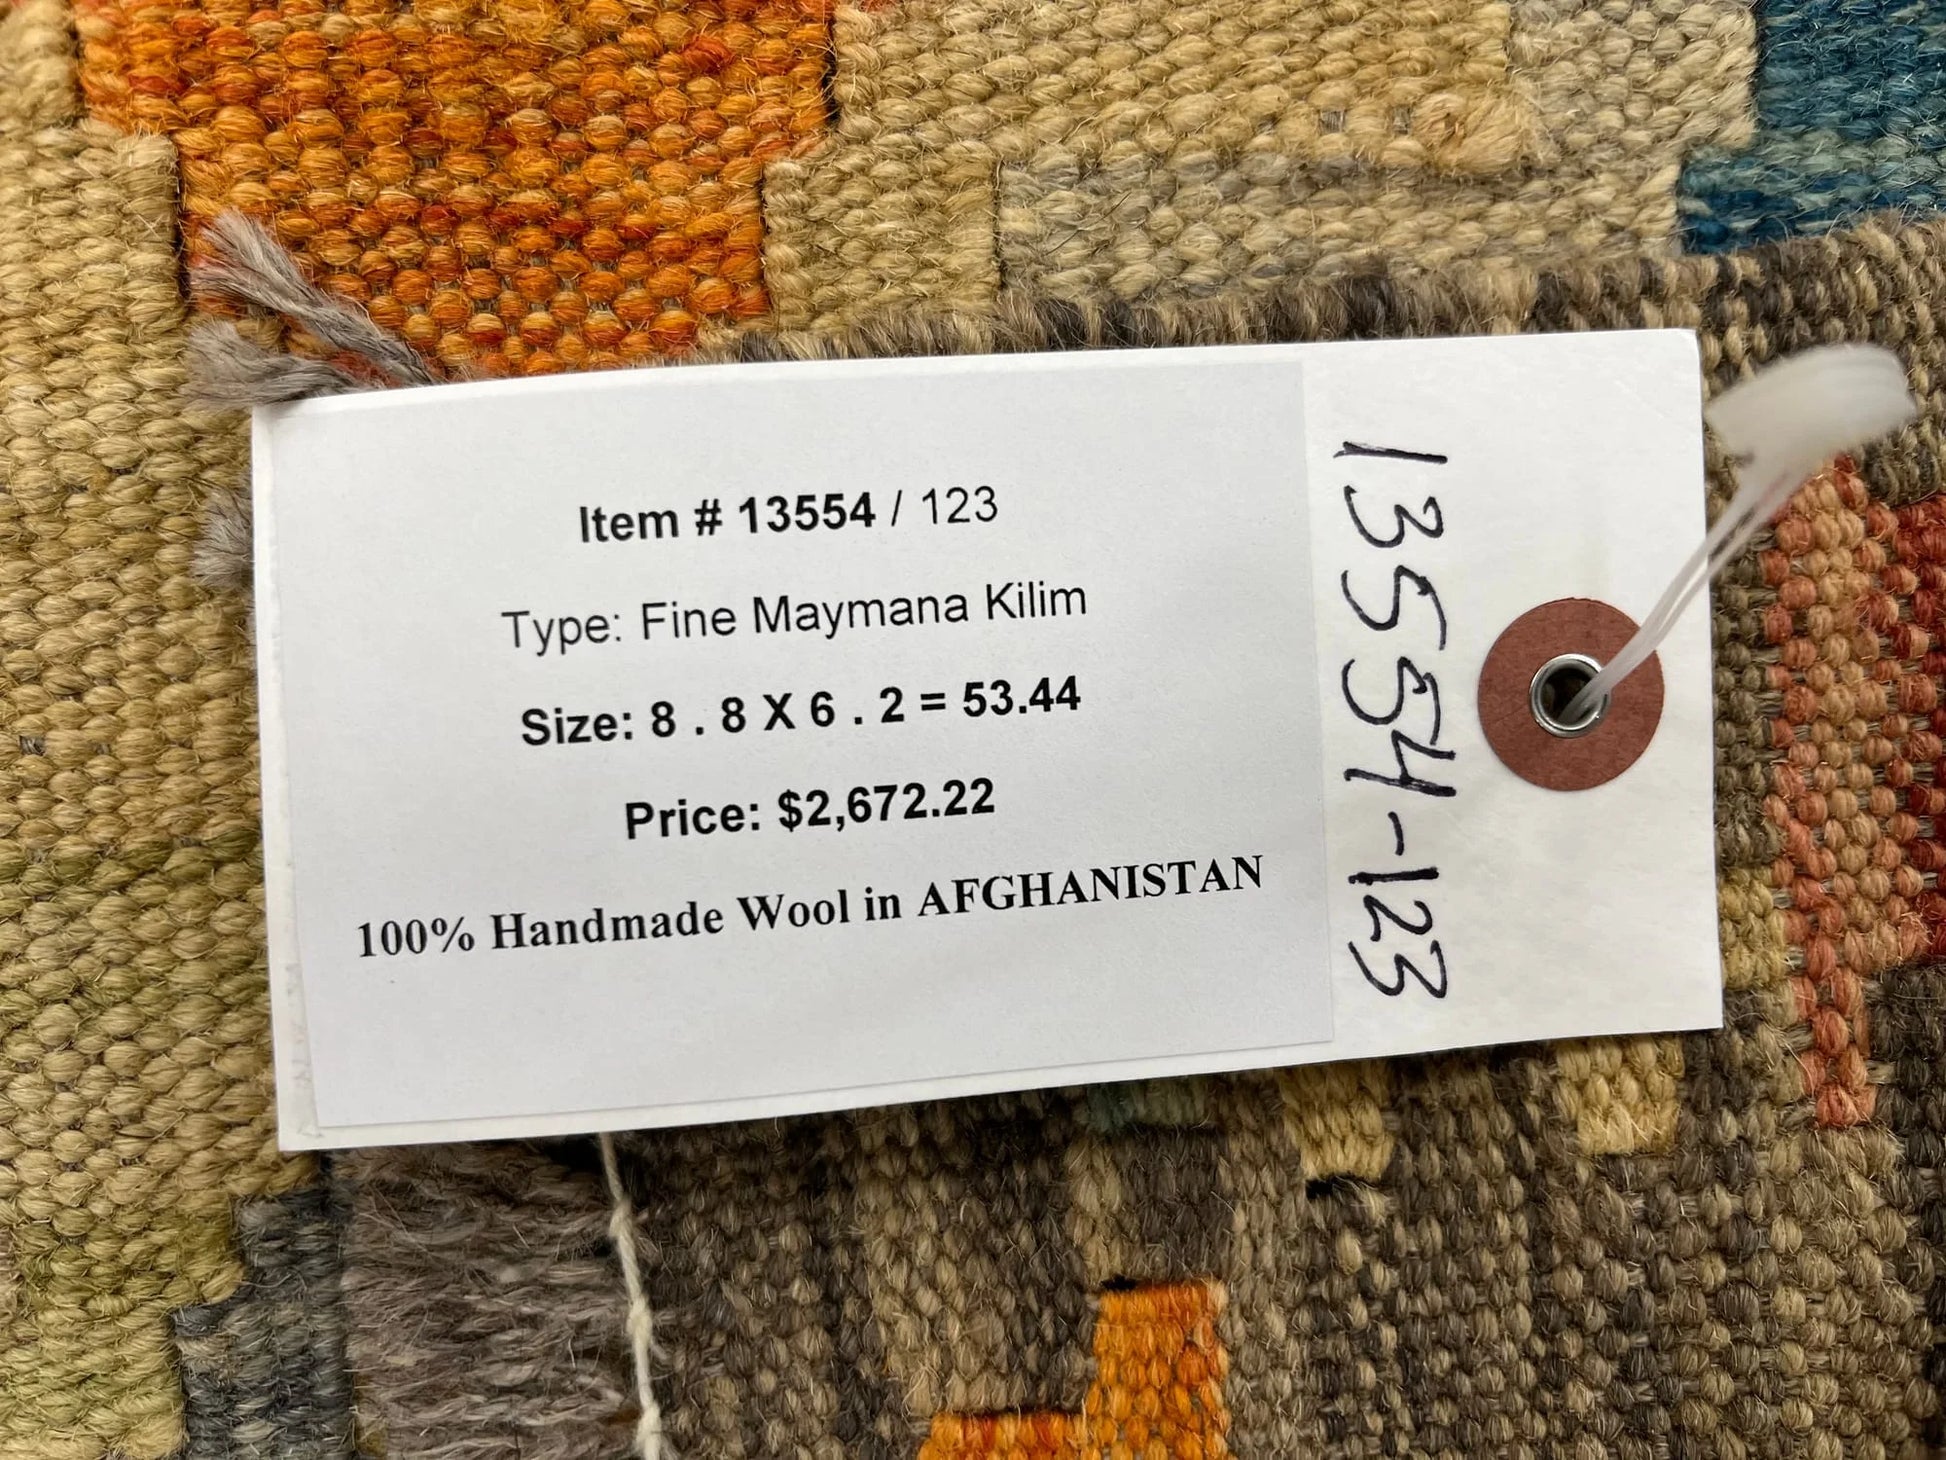 Item # 13554 / 123
Type: Fine Maymana Kilim
Size: 8 . 8 X 6 . 2 = 53.44
Price: $2,672.22
100% Handmade Wool in AFGHANISTAN
13554-123